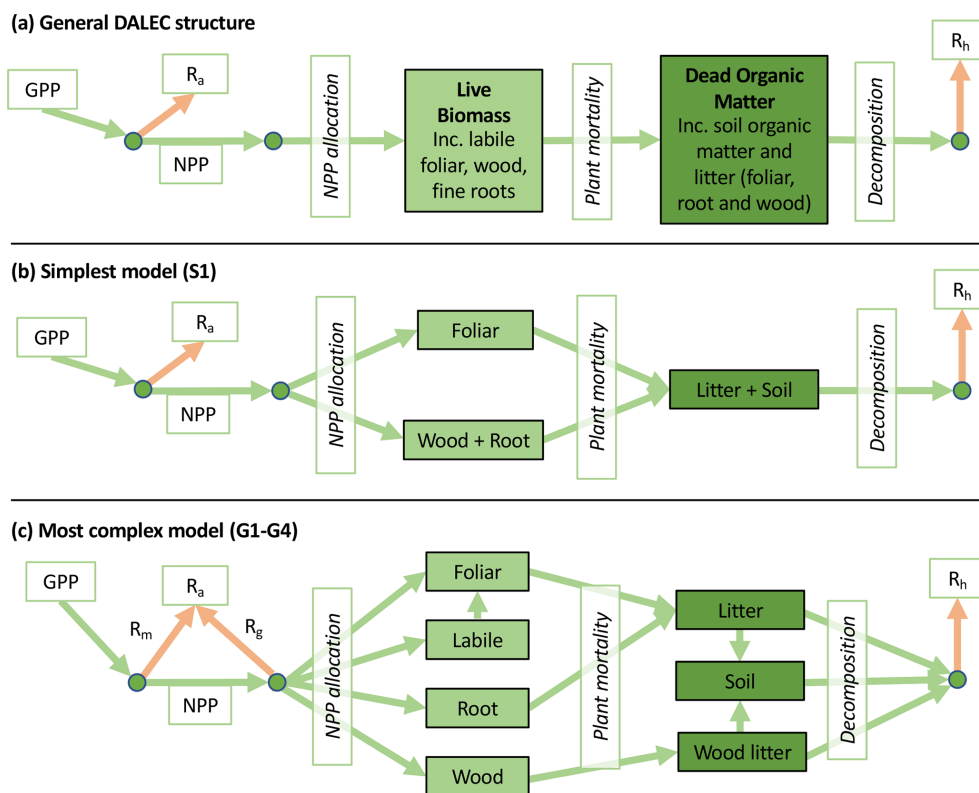 (a) General DALEC structure
GPP
Ra
NPP
NPP allocation
Live
Biomass
Inc. labile
foliar, wood,
fine roots
Plant mortality
Dead Organic
Matter
Inc. soil organic
matter and
litter (foliar,
root and wood)
Decomposition
Rh
(b) Simplest model (S1)
GPP
Ra
NPP
NPP allocation
Foliar
Wood + Root
Plant mortality
Litter + Soil
Decomposition
Rh
(c) Most complex model (G1-G4)
GPP
Ra
Rm
Rg
NPP
NPP allocation
Foliar
Labile
Root
Wood
Plant mortality
Litter
Soil
Wood litter
Decomposition
Rh